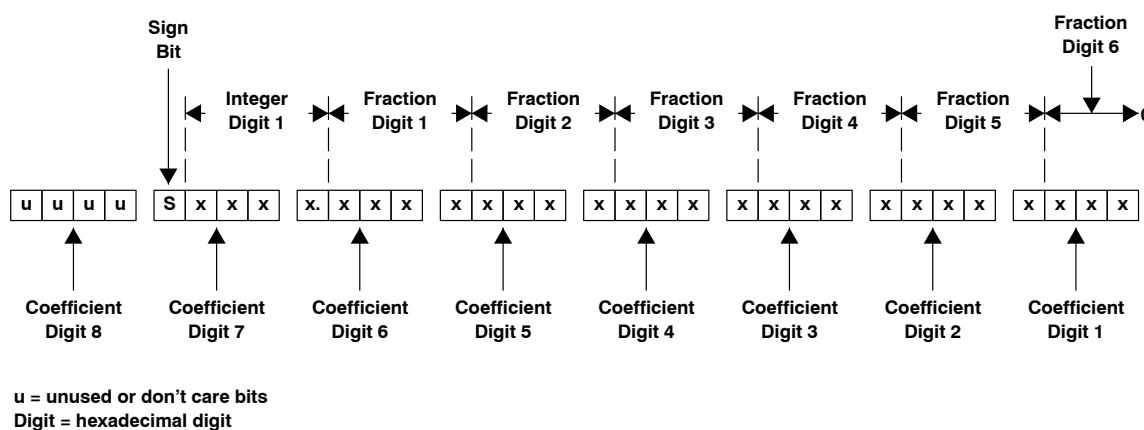 Sign
Bit
Fraction
Digit 6
Integer
Digit 1
Fraction
Digit 1
Fraction
Digit 2
Fraction
Digit 3
Fraction
Digit 4
Fraction
Digit 5
u u u u
S x x x
x. x x x
x x x x
x x x x
x x x x
x x x x
x x x x
Coefficient
Digit 8
Coefficient
Digit 7
Coefficient
Digit 6
Coefficient
Digit 5
Coefficient
Digit 4
Coefficient
Digit 3
Coefficient
Digit 2
Coefficient
Digit 1
u = unused or don’t care bits
Digit = hexadecimal digit